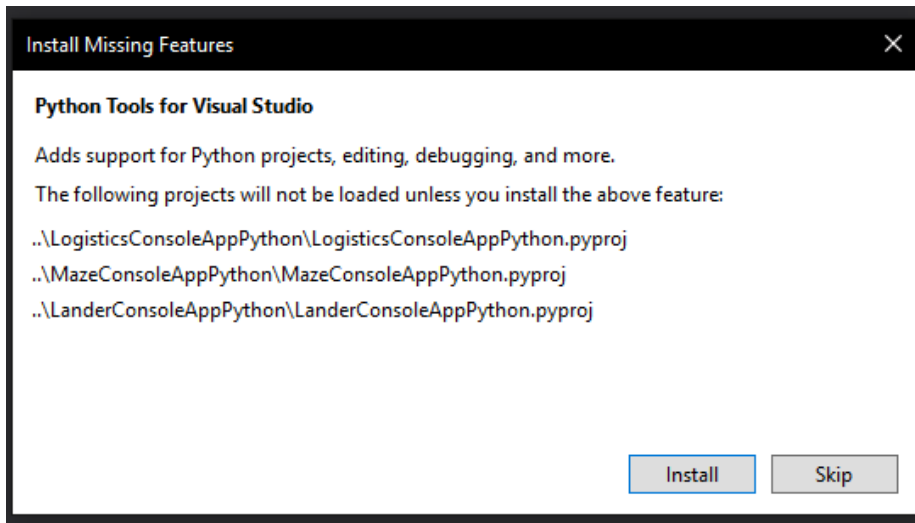 Install Missing Features
Python Tools for Visual Studio
Adds support for Python projects, editing, debugging, and more.
The following projects will not be loaded unless you install the above feature:
..\LogisticsConsoleAppPython\LogisticsConsoleAppPython.pyproj
..\MazeConsoleAppPython\MazeConsoleAppPython.pyproj
..\LanderConsoleAppPython\LanderConsoleAppPython.pyproj
Install Skip